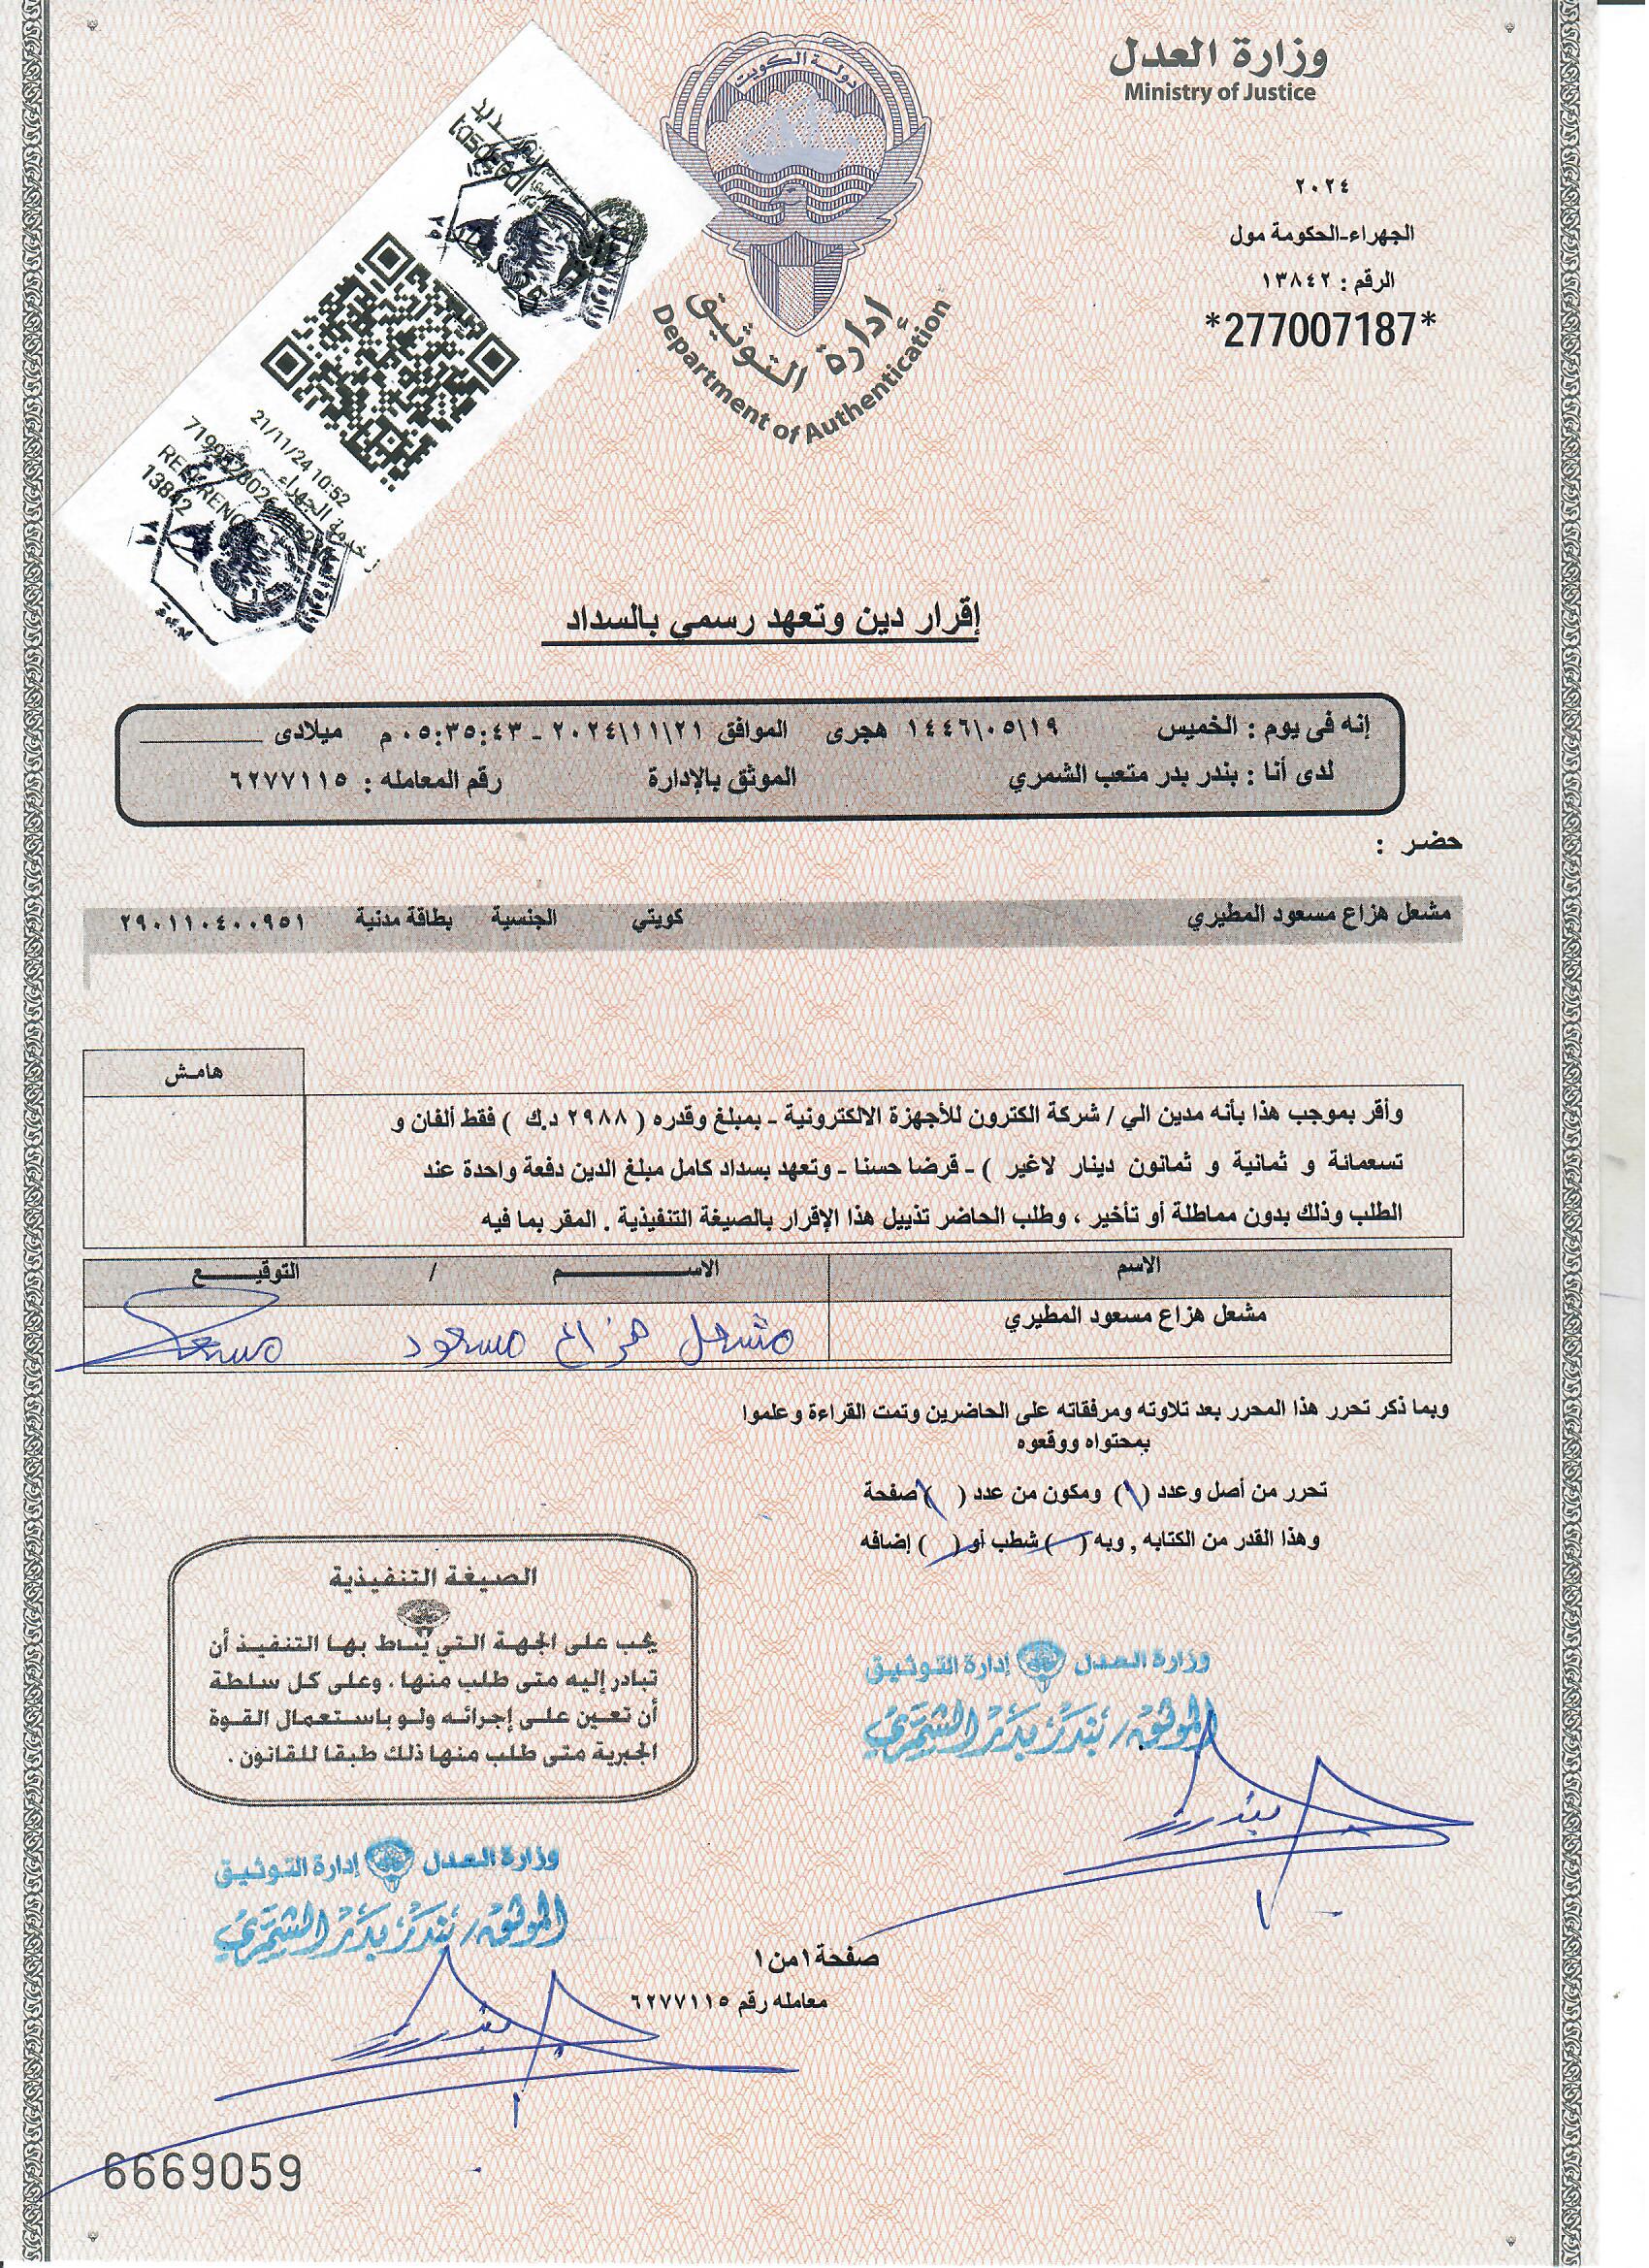 وزارة العدل
Ministry of Justice
دولة الكويت
إدارة التوثيق
Department of Authentication
٢٠٢٤
الجهراء-الحكومة مول
الرقم : ١٣٨٤٢
*277007187*
21/11/24 10:52
خدمة الجهراء
13842
إقرار دين وتعهد رسمي بالسداد
إنه فى يوم : الخميس ١٤٤٦\٠٥\١٩ هجرى الموافق ٢٠٢٤\١١\٢١ - ٠٥:٣٥:٤٣ م ميلادى
لدى أنا : بندر بدر متعب الشمري الموثق بالإدارة رقم المعامله : ٦٢٧٧١١٥
حضر :
مشعل هزاع مسعود المطيري كويتي الجنسية بطاقة مدنية ٢٩٠١١٠٤٠٠٩٥١
هامش
وأقر بموجب هذا بأنه مدين الي / شركة الكترون للأجهزة الالكترونية - بمبلغ وقدره ( ٢٩٨٨ د.ك ) فقط ألفان و
تسعمائة و ثمانية و ثمانون دينار لاغير ) - قرضا حسنا - وتعهد بسداد كامل مبلغ الدين دفعة واحدة عند
الطلب وذلك بدون مماطلة أو تأخير ، وطلب الحاضر تذييل هذا الإقرار بالصيغة التنفيذية . المقر بما فيه
الاسم الاسم / التوقيع
مشعل هزاع مسعود المطيري مشعل هزاع مسعود
وبما ذكر تحرر هذا المحرر بعد تلاوته ومرفقاته على الحاضرين وتمت القراءة وعلموا
بمحتواه ووقعوه
تحرر من أصل وعدد (١) ومكون من عدد (١) صفحة
وهذا القدر من الكتابه , وبه ( ) شطب أو ( ) إضافه
الصيغة التنفيذية
يجب على الجهة التي يناط بها التنفيذ أن
تبادر إليه متى طلب منها . وعلى كل سلطة
أن تعين على إجرائه ولو باستعمال القوة
الجبرية متى طلب منها ذلك طبقا للقانون .
وزارة العدل إدارة التوثيق
الموثق / بندر بدر الشمري
بندر
وزارة العدل إدارة التوثيق
الموثق / بندر بدر الشمري
بندر
صفحة ١ من ١
معامله رقم ٦٢٧٧١١٥
6669059